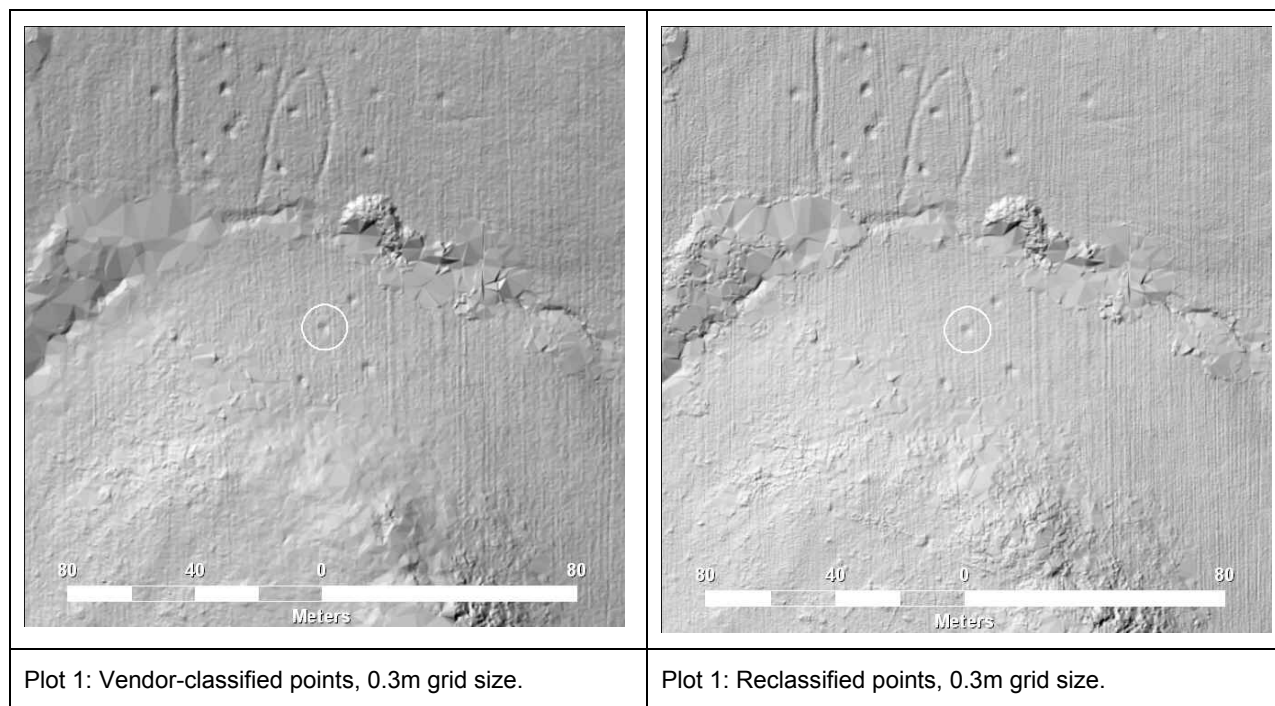 80 40 0 80
Meters
80 40 0 80
Meters
Plot 1: Vendor-classified points, 0.3m grid size.
Plot 1: Reclassified points, 0.3m grid size.